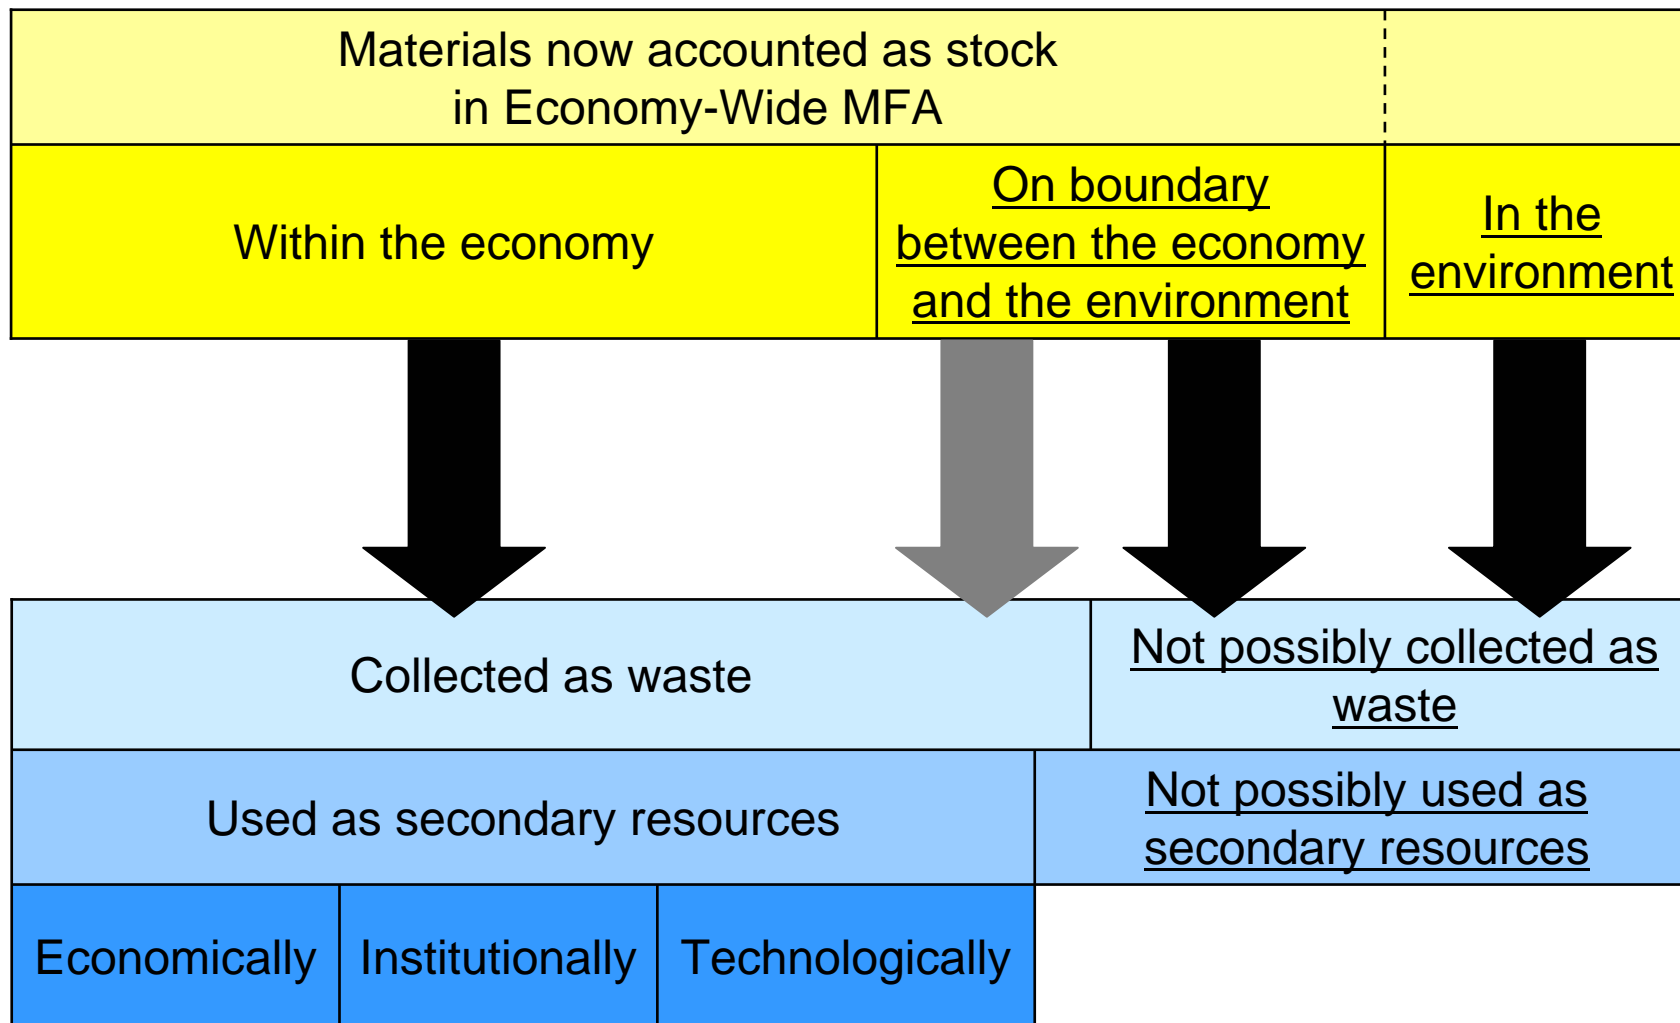 Materials now accounted as stock
in Economy-Wide MFA
Within the economy
On boundary
between the economy
and the environment
In the
environment
Collected as waste
Not possibly collected as
waste
Used as secondary resources
Not possibly used as
secondary resources
Economically
Institutionally
Technologically